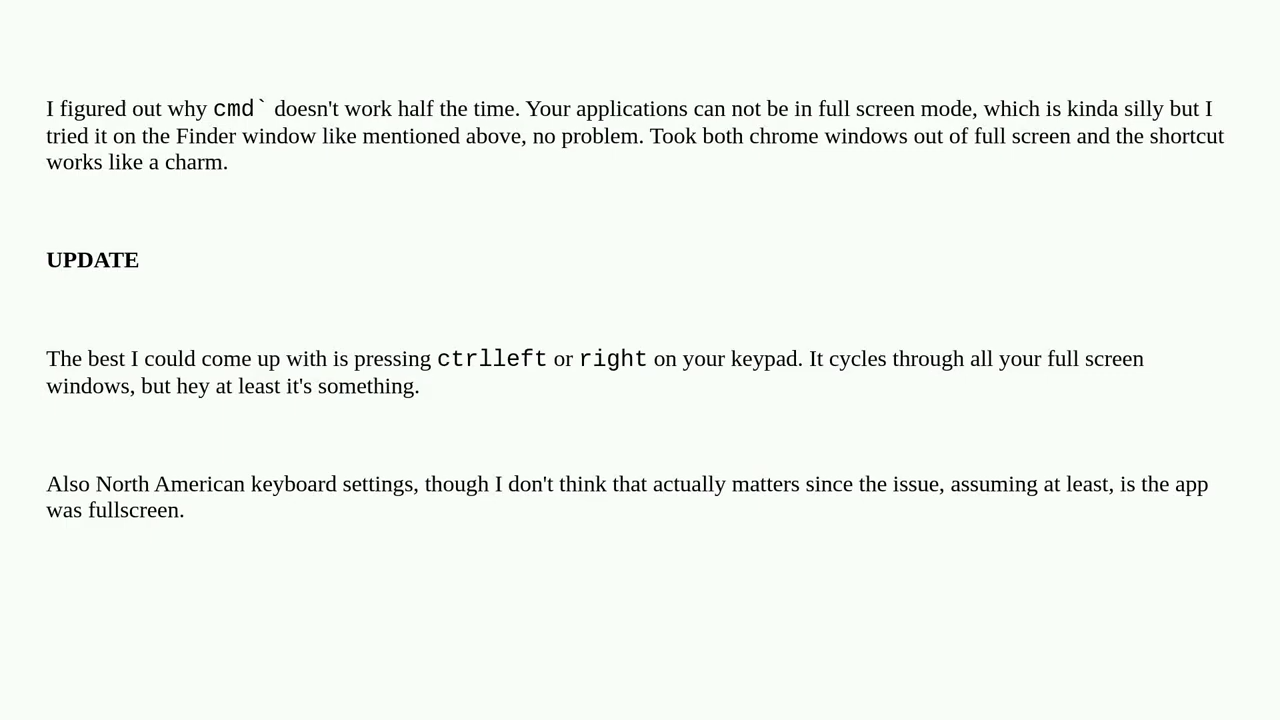 I figured out why cmd` doesn't work half the time. Your applications can not be in full screen mode, which is kinda silly but I
tried it on the Finder window like mentioned above, no problem. Took both chrome windows out of full screen and the shortcut
works like a charm.
UPDATE
The best I could come up with is pressing ctrlleft or right on your keypad. It cycles through all your full screen
windows, but hey at least it's something.
Also North American keyboard settings, though I don't think that actually matters since the issue, assuming at least, is the app
was fullscreen.